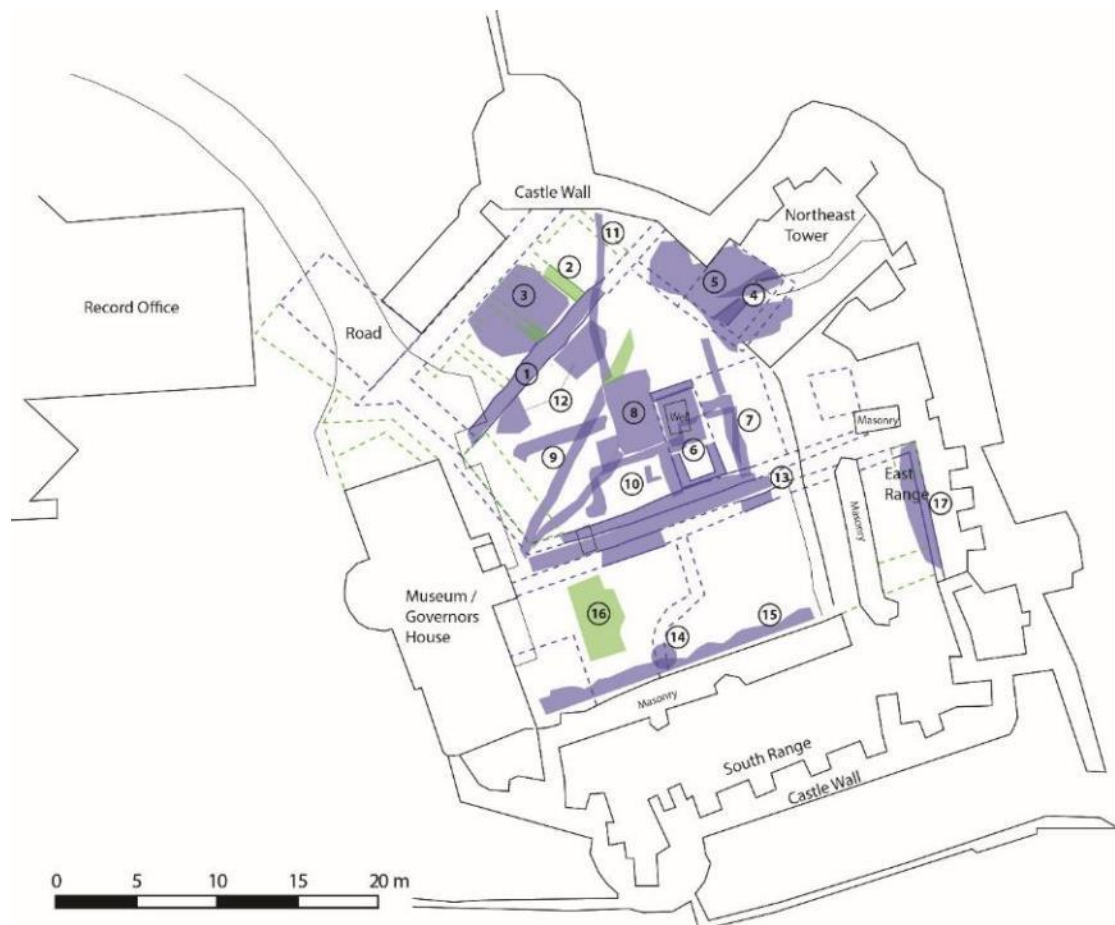 Castle Wall
Northeast
Tower
Record Office
Road
11
2
3
5
4
1
12
8
Well
7
Masonry
9
6
10
13
East
Range
17
Masonry
Museum /
Governors
House
16
15
14
Masonry
South Range
Castle Wall
0 5 10 15 20 m